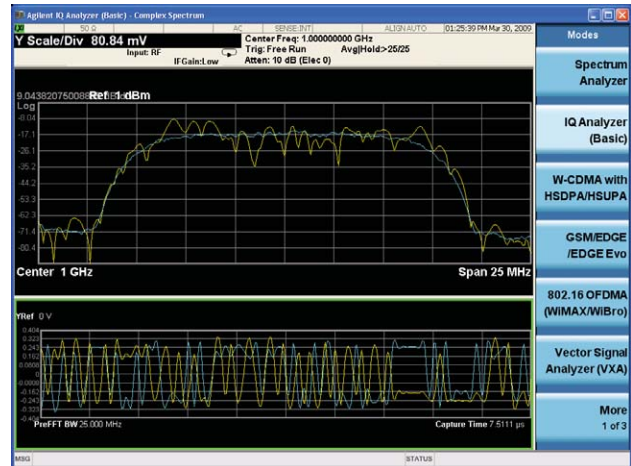 Agilent IQ Analyzer (Basic) - Complex Spectrum
50 Ω AC SENSE:INT ALIGN AUTO 01:25:39 PM Mar 30, 2009
Y Scale/Div 80.84 mV
Input: RF
IFGain:Low
Center Freq: 1.00000000 GHz
Trig: Free Run Avg|Hold:>25/25
Atten: 10 dB (Elec 0)
Ref 1 dBm
Log
-8.04
-17.1
-26.1
-35.2
-44.2
-53.3
-62.3
-71.4
-80.4
Center 1 GHz Span 25 MHz
YRef 0 V
0.404
0.323
0.243
0.162
0.0808
0
-0.162
-0.243
-0.323
-0.404
PreFFT BW 25.000 MHz Capture Time 7.5111 µs
MSG STATUS
Modes
Spectrum
Analyzer
IQ Analyzer
(Basic)
W-CDMA with
HSDPA/HSUPA
GSM/EDGE
/EDGE Evo
802.16 OFDMA
(WiMAX/WiBro)
Vector Signal
Analyzer (VXA)
More
1 of 3